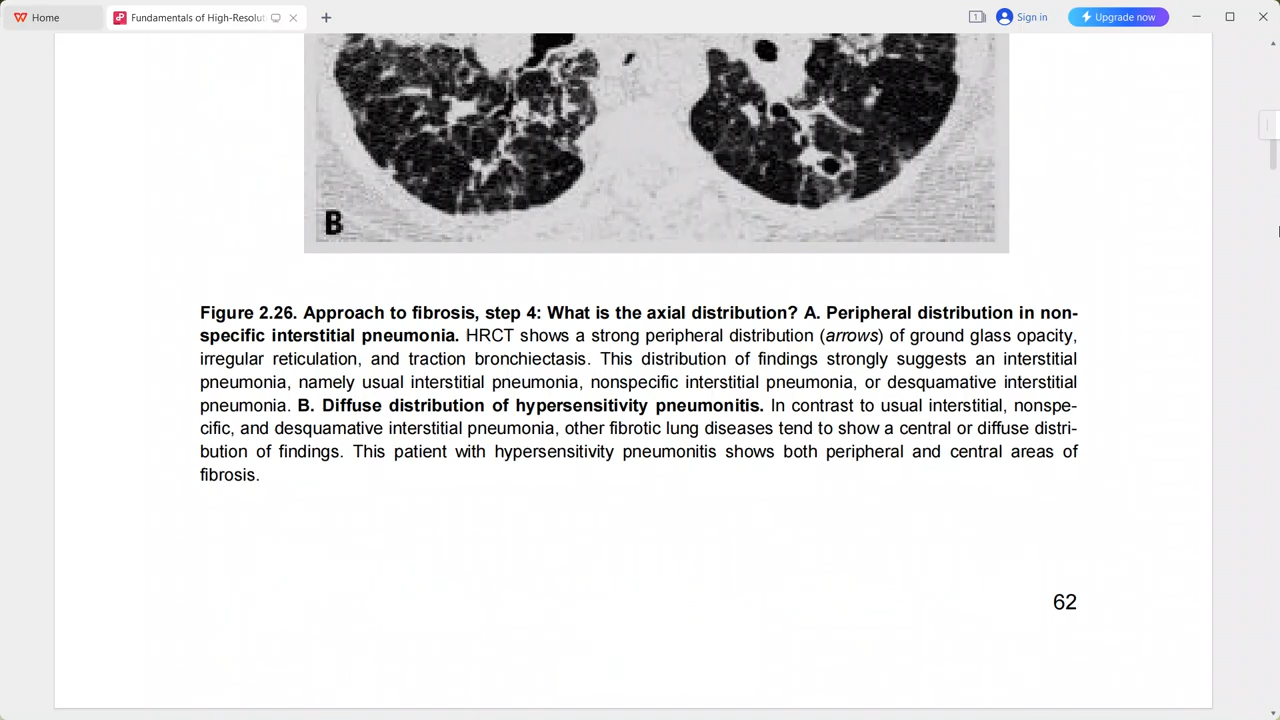 Home
Fundamentals of High-Resolut
1
Sign in
Upgrade now
B
Figure 2.26. Approach to fibrosis, step 4: What is the axial distribution? A. Peripheral distribution in non-
specific interstitial pneumonia. HRCT shows a strong peripheral distribution (arrows) of ground glass opacity,
irregular reticulation, and traction bronchiectasis. This distribution of findings strongly suggests an interstitial
pneumonia, namely usual interstitial pneumonia, nonspecific interstitial pneumonia, or desquamative interstitial
pneumonia. B. Diffuse distribution of hypersensitivity pneumonitis. In contrast to usual interstitial, nonspe-
cific, and desquamative interstitial pneumonia, other fibrotic lung diseases tend to show a central or diffuse distri-
bution of findings. This patient with hypersensitivity pneumonitis shows both peripheral and central areas of
fibrosis.
62